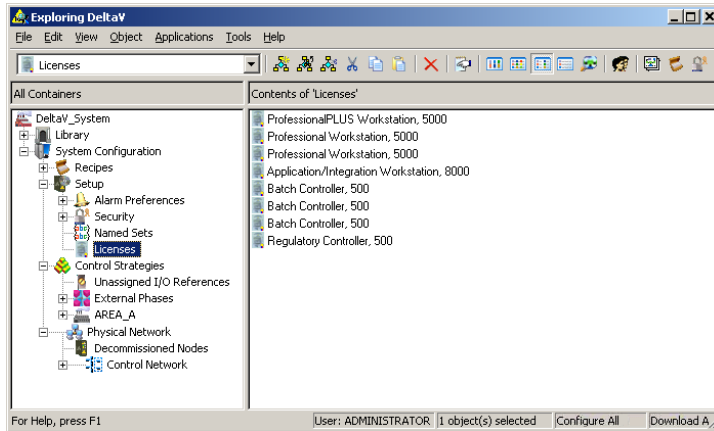 Exploring DeltaV
File Edit View Object Applications Tools Help
Licenses
All Containers
Contents of 'Licenses'
DeltaV_System
Library
System Configuration
Recipes
Setup
Alarm Preferences
Security
Named Sets
Licenses
Control Strategies
Unassigned I/O References
External Phases
AREA_A
Physical Network
Decommissioned Nodes
Control Network
ProfessionalPLUS Workstation, 5000
Professional Workstation, 5000
Professional Workstation, 5000
Application/Integration Workstation, 8000
Batch Controller, 500
Batch Controller, 500
Batch Controller, 500
Regulatory Controller, 500
For Help, press F1
User: ADMINISTRATOR
1 object(s) selected
Configure All
Download A